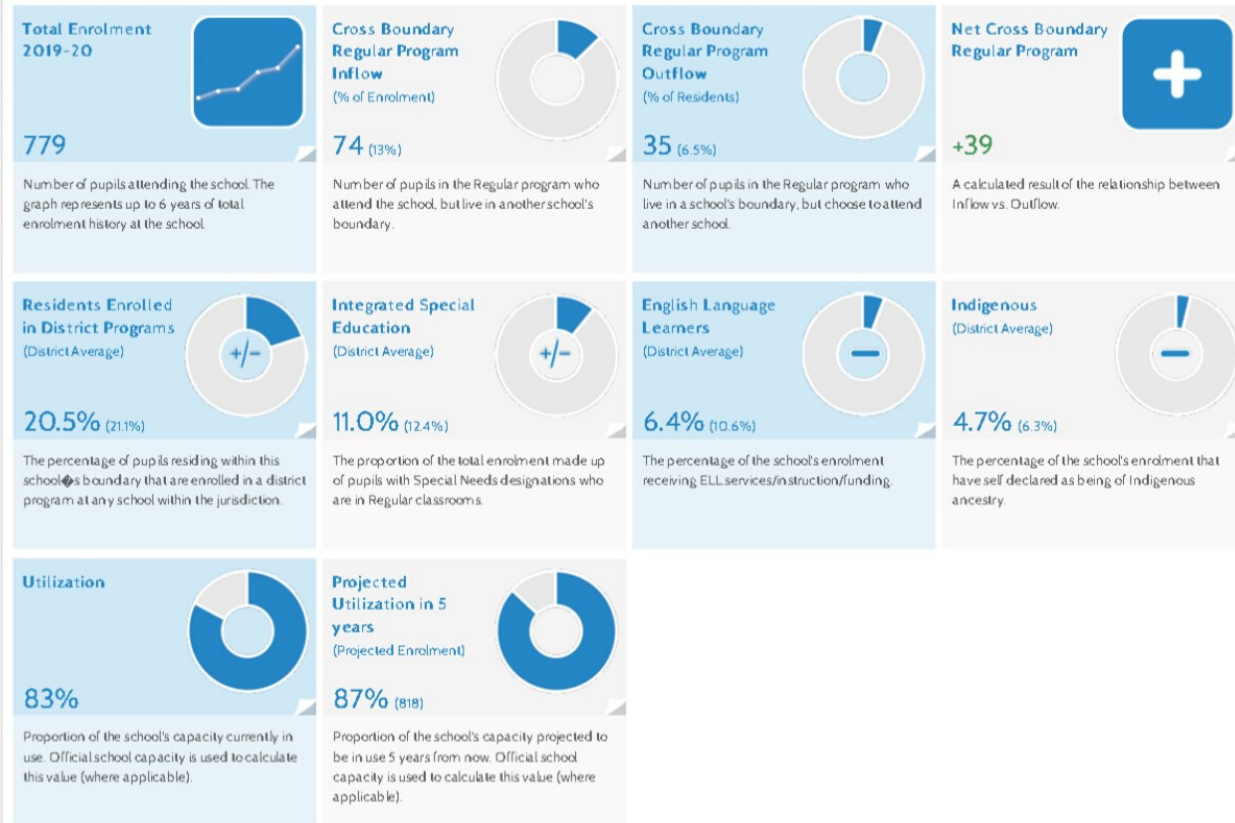 Total Enrolment
2019-20
779
Number of pupils attending the school. The
graph represents up to 6 years of total
enrolment history at the school.
Cross Boundary
Regular Program
Inflow
(% of Enrolment)
74 (13%)
Number of pupils in the Regular program who
attend the school, but live in another school's
boundary.
Cross Boundary
Regular Program
Outflow
(% of Residents)
35 (6.5%)
Number of pupils in the Regular program who
live in a school's boundary, but choose to attend
another school.
Net Cross Boundary
Regular Program
+
+39
A calculated result of the relationship between
Inflow vs. Outflow.
Residents Enrolled
in District Programs
(District Average)
+/-
20.5% (21.1%)
The percentage of pupils residing within this
school�s boundary that are enrolled in a district
program at any school within the jurisdiction.
Integrated Special
Education
(District Average)
+/-
11.0% (12.4%)
The proportion of the total enrolment made up
of pupils with Special Needs designations who
are in Regular classrooms.
English Language
Learners
(District Average)
-
6.4% (10.6%)
The percentage of the school's enrolment
receiving ELL services/instruction/funding.
Indigenous
(District Average)
-
4.7% (6.3%)
The percentage of the school's enrolment that
have self declared as being of Indigenous
ancestry.
Utilization
83%
Proportion of the school's capacity currently in
use. Official school capacity is used to calculate
this value (where applicable).
Projected
Utilization in 5
years
(Projected Enrolment)
87% (818)
Proportion of the school's capacity projected to
be in use 5 years from now. Official school
capacity is used to calculate this value (where
applicable).